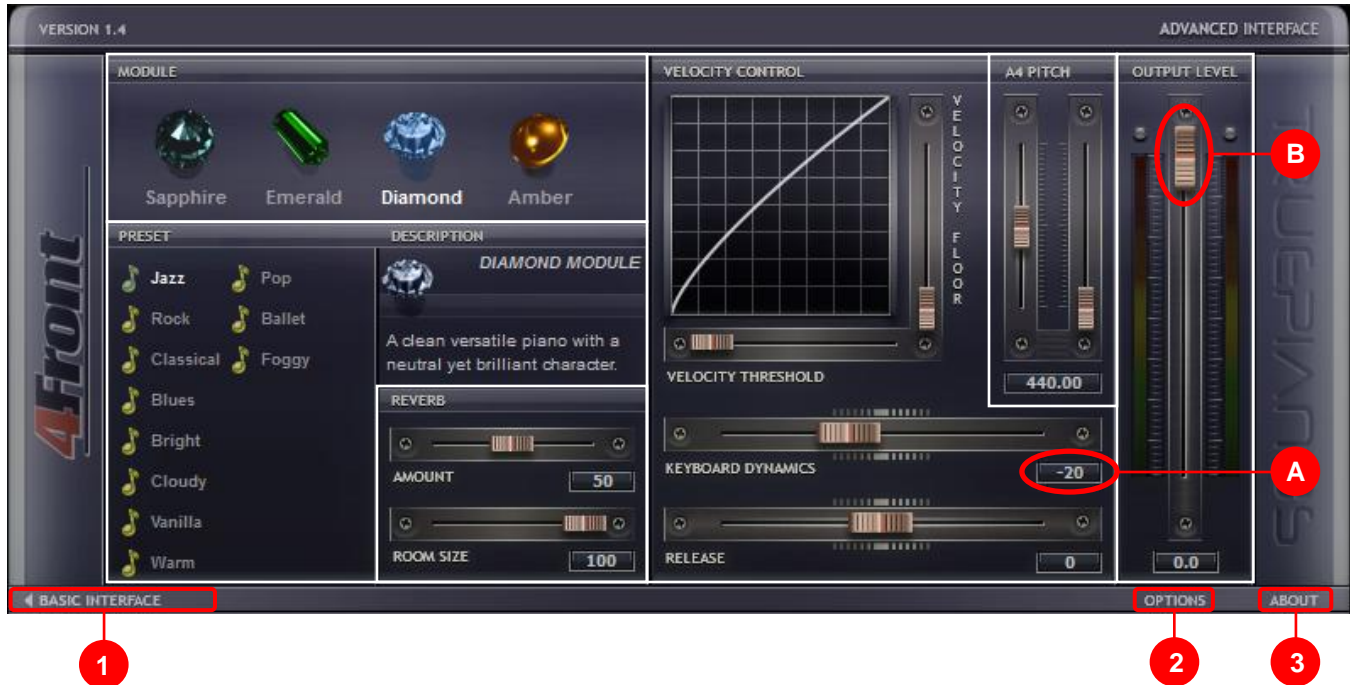 VERSION 1.4
ADVANCED INTERFACE
MODULE
Sapphire
Emerald
Diamond
Amber
PRESET
Jazz
Pop
Rock
Ballet
Classical
Foggy
Blues
Bright
Cloudy
Vanilla
Warm
DESCRIPTION
DIAMOND MODULE
A clean versatile piano with a
neutral yet brilliant character.
REVERB
AMOUNT
50
ROOM SIZE
100
VELOCITY CONTROL
VELOCITY FLOOR
VELOCITY THRESHOLD
KEYBOARD DYNAMICS
-20
RELEASE
0
A4 PITCH
440.00
OUTPUT LEVEL
0.0
4Front
TRUEPIANOS
B
A
BASIC INTERFACE
OPTIONS
ABOUT
1
2
3